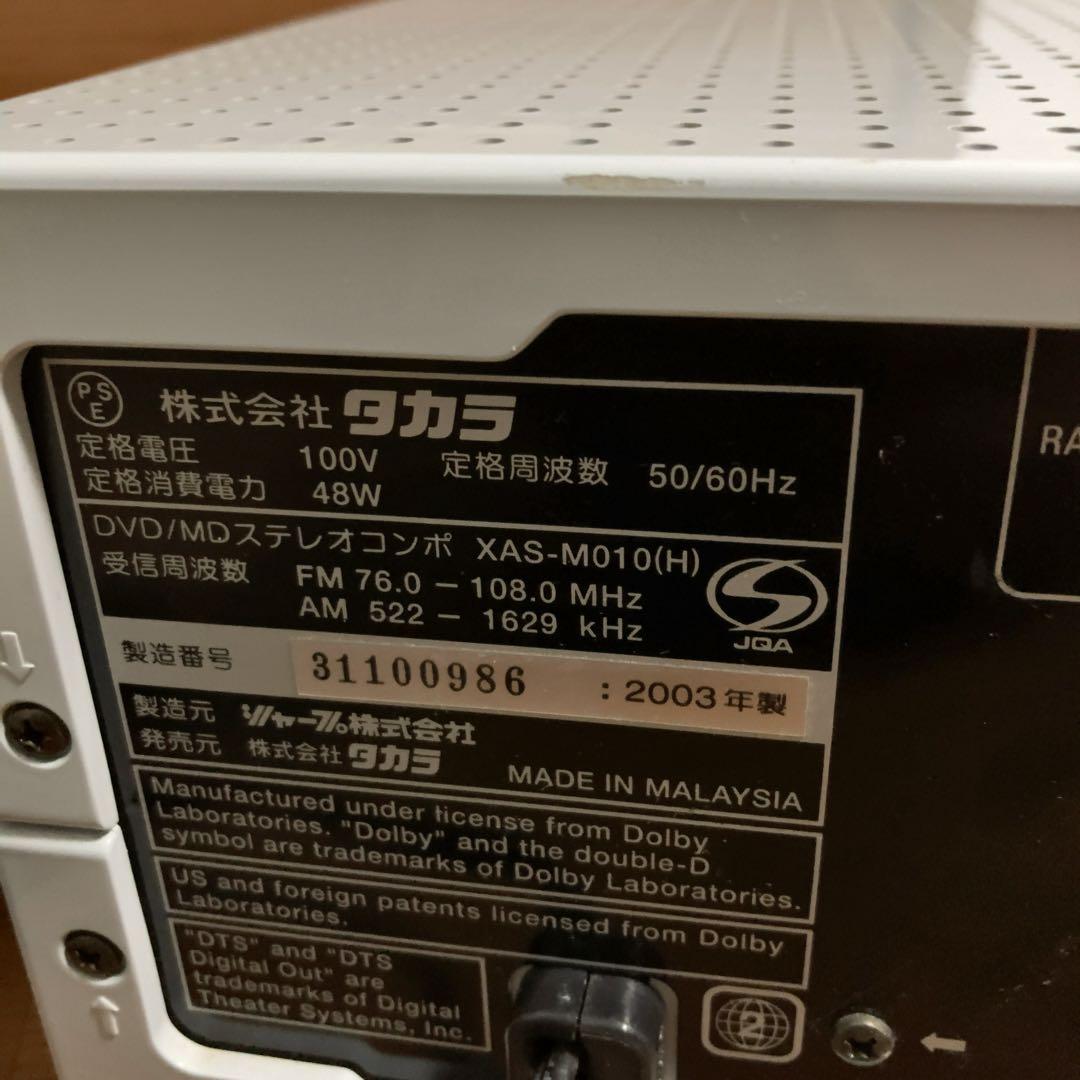 PSE 株式会社タカラ
定格電圧 100V 定格周波数 50/60Hz
定格消費電力 48W
DVD/MDステレオコンポ XAS-M010(H)
受信周波数 FM 76.0 - 108.0 MHz
AM 522 - 1629 kHz
JQA
製造番号 31100986 : 2003年製
製造元 シャープ株式会社
発売元 株式会社タカラ
MADE IN MALAYSIA
Manufactured under license from Dolby
Laboratories. "Dolby" and the double-D
symbol are trademarks of Dolby Laboratories.
US and foreign patents licensed from Dolby
Laboratories.
"DTS" and "DTS
Digital Out" are
trademarks of Digital
Theater Systems, Inc.
2
RA